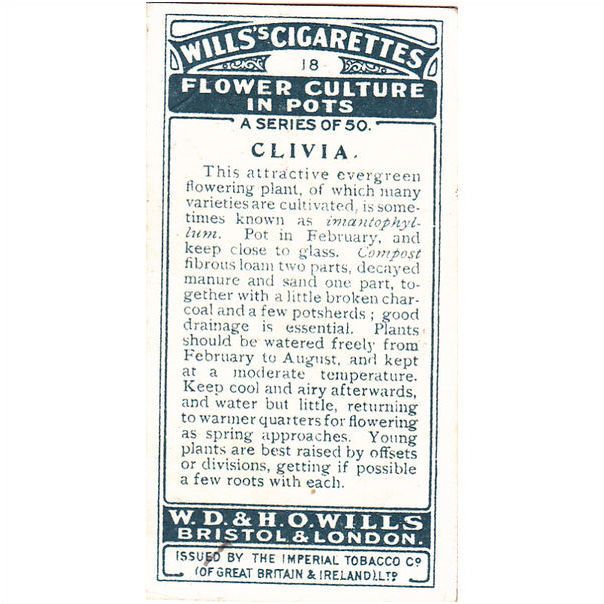 WILLS'S CIGARETTES
18
FLOWER CULTURE
IN POTS
A SERIES OF 50.
CLIVIA.
This attractive evergreen
flowering plant, of which many
varieties are cultivated, is some-
times known as imantophyl-
lum. Pot in February, and
keep close to glass. Compost
fibrous loam two parts, decayed
manure and sand one part, to-
gether with a little broken char-
coal and a few potsherds ; good
drainage is essential. Plants
should be watered freely from
February to August, and kept
at a moderate temperature.
Keep cool and airy afterwards,
and water but little, returning
to warmer quarters for flowering
as spring approaches. Young
plants are best raised by offsets
or divisions, getting if possible
a few roots with each.
W.D. & H.O. WILLS
BRISTOL & LONDON.
ISSUED BY THE IMPERIAL TOBACCO Co
(OF GREAT BRITAIN & IRELAND), LTD